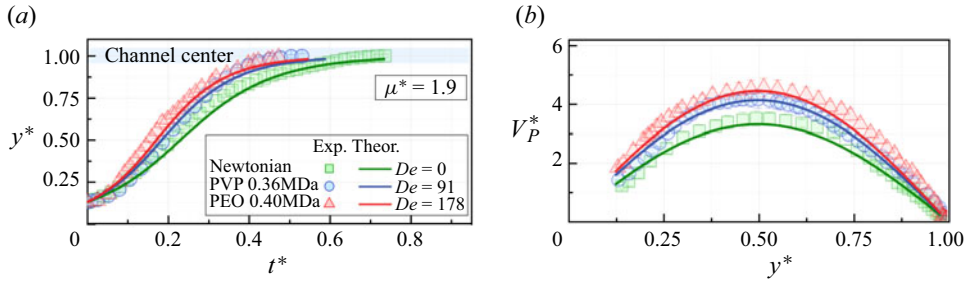 (a)
1.00
Channel center
0.75
μ* = 1.9
y*
0.50
Exp. Theor.
Newtonian De = 0
0.25
PVP 0.36MDa De = 91
PEO 0.40MDa De = 178
0 0.2 0.4 0.6 0.8
t*
(b)
6
4
V*P
2
0 0.25 0.50 0.75 1.00
y*